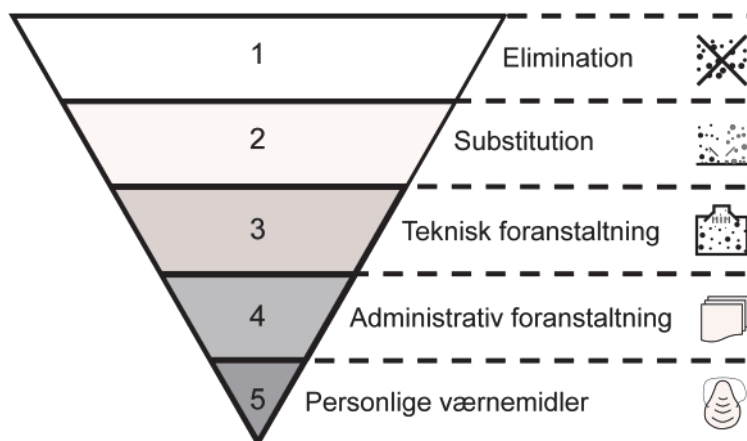 1 Elimination
2 Substitution
3 Teknisk foranstaltning
4 Administrativ foranstaltning
5 Personlige værnemidler